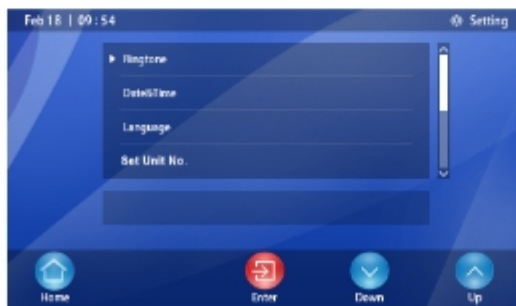 Feb 18 | 09:54 Setting
Ringtone
Date&Time
Language
Set Unit No.
Home Enter Down Up